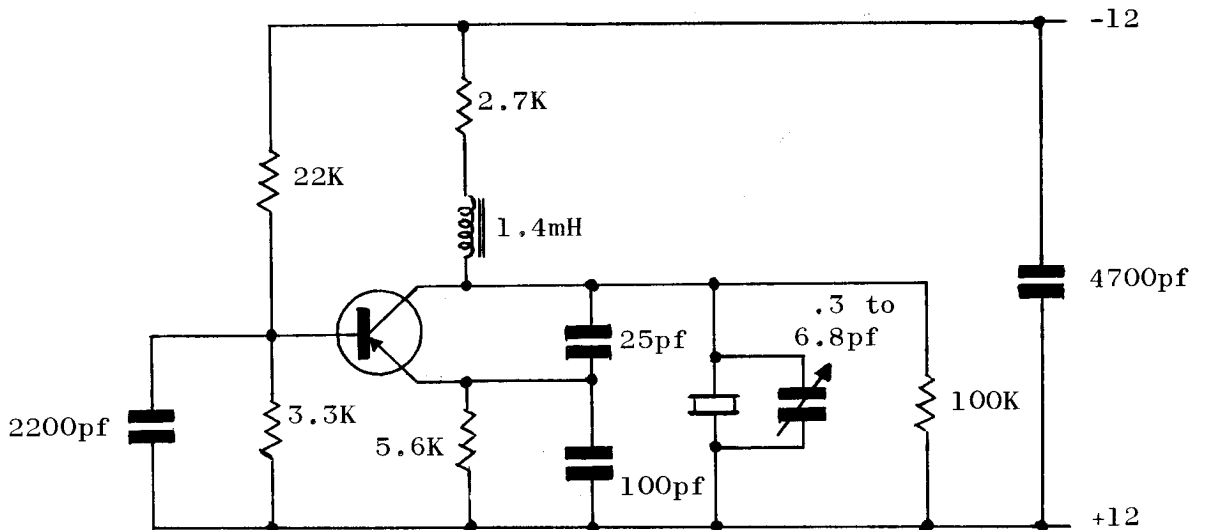 -12
2.7K
22K
1.4mH
4700pf
.3 to
6.8pf
25pf
100K
2200pf
3.3K
5.6K
100pf
+12